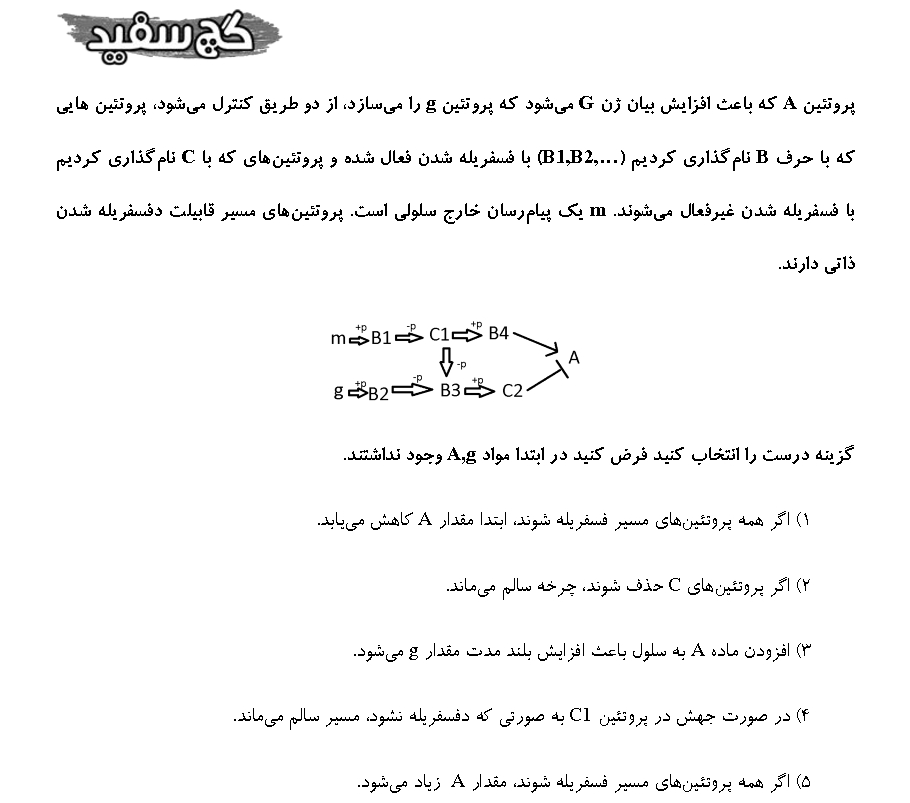 گچ سفید
پروتئین A که باعث افزایش بیان ژن G می‌شود که پروتئین g را می‌سازد، از دو طریق کنترل می‌شود، پروتئین هایی
که با حرف B نام‌گذاری کردیم (B1,B2,...) با فسفریله شدن فعال شده و پروتئین‌های که با C نام‌گذاری کردیم
با فسفریله شدن غیرفعال می‌شوند. m یک پیام‌رسان خارج سلولی است. پروتئین‌های مسیر قابیلت دفسفریله شدن
ذاتی دارند.
m +p B1 -p C1 +p B4
A
-p
g +p B2 -p B3 +p C2
گزینه درست را انتخاب کنید فرض کنید در ابتدا مواد A,g وجود نداشتند.
۱) اگر همه پروتئین‌های مسیر فسفریله شوند، ابتدا مقدار A کاهش می‌یابد.
۲) اگر پروتئین‌های C حذف شوند، چرخه سالم می‌ماند.
۳) افزودن ماده A به سلول باعث افزایش بلند مدت مقدار g می‌شود.
۴) در صورت جهش در پروتئین C1 به صورتی که دفسفریله نشود، مسیر سالم می‌ماند.
۵) اگر همه پروتئین‌های مسیر فسفریله شوند، مقدار A زیاد می‌شود.